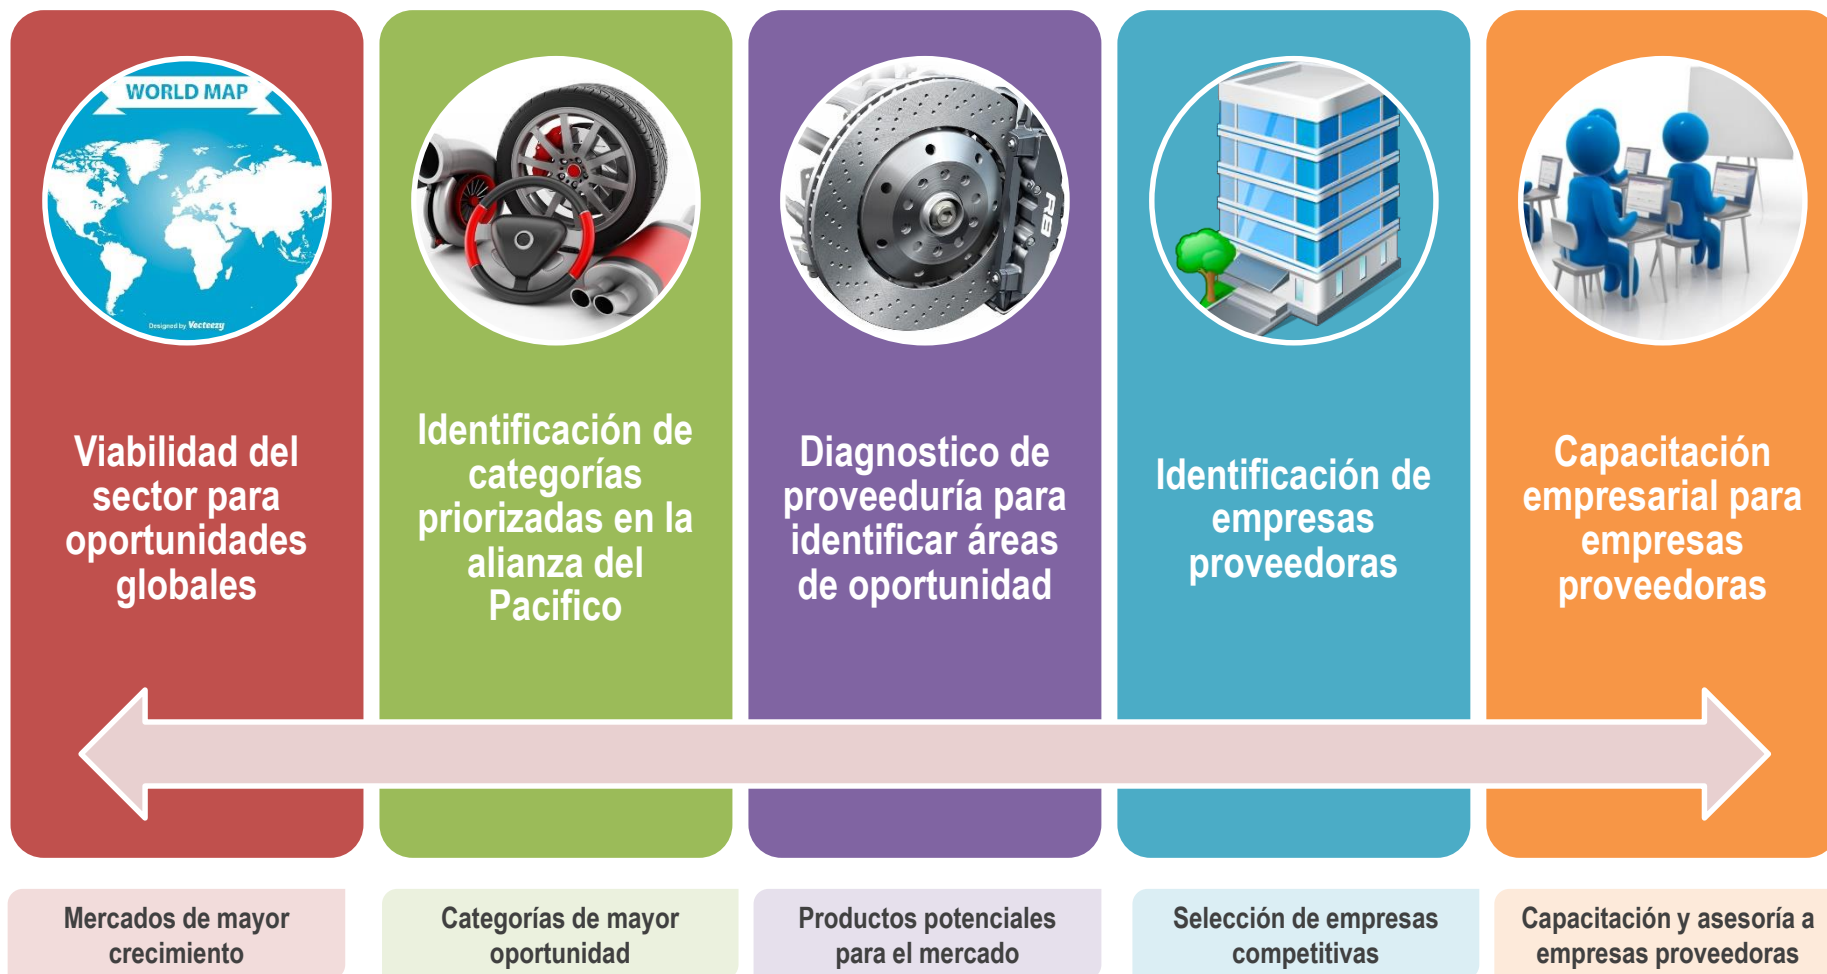 WORLD MAP
Designed by Vecteezy
R8
Viabilidad del
sector para
oportunidades
globales
Identificación de
categorías
priorizadas en la
alianza del
Pacifico
Diagnostico de
proveeduría para
identificar áreas
de oportunidad
Identificación de
empresas
proveedoras
Capacitación
empresarial para
empresas
proveedoras
Mercados de mayor
crecimiento
Categorías de mayor
oportunidad
Productos potenciales
para el mercado
Selección de empresas
competitivas
Capacitación y asesoría a
empresas proveedoras